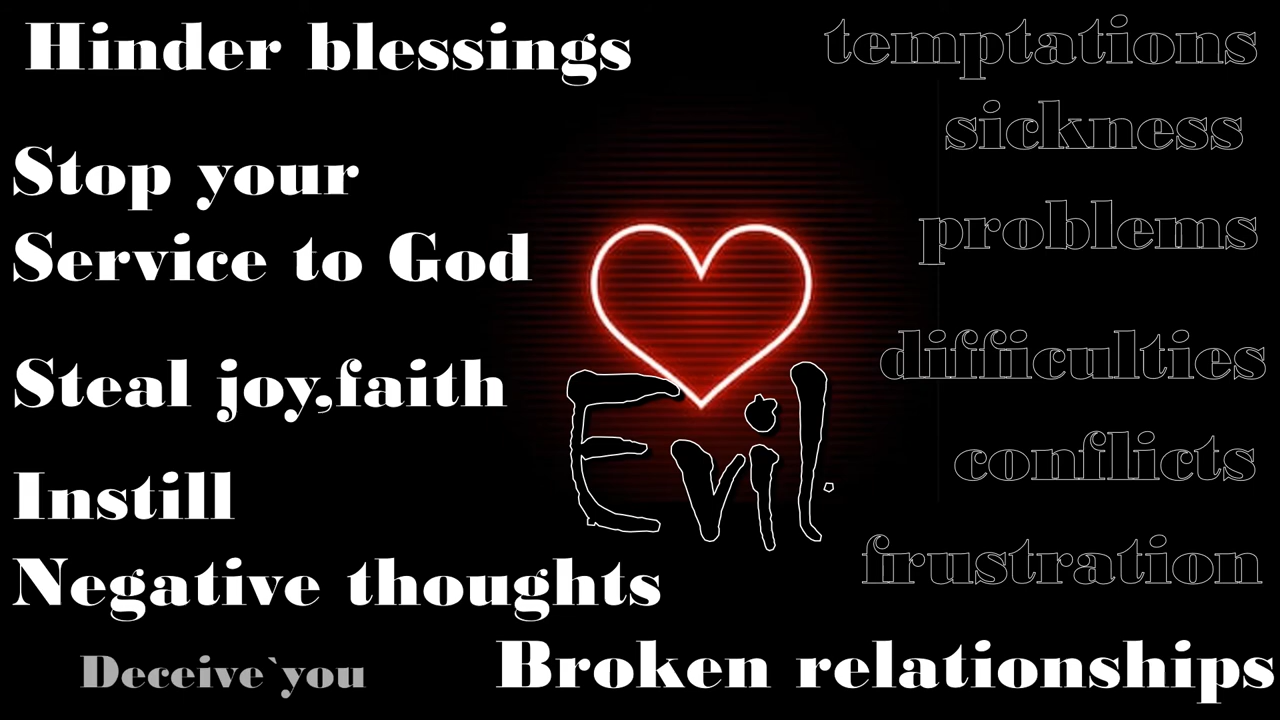 Hinder blessings
Stop your
Service to God
Steal joy,faith
Instill
Negative thoughts
Deceive`you
Evil.
temptations
sickness
problems
difficulties
conflicts
frustration
Broken relationships